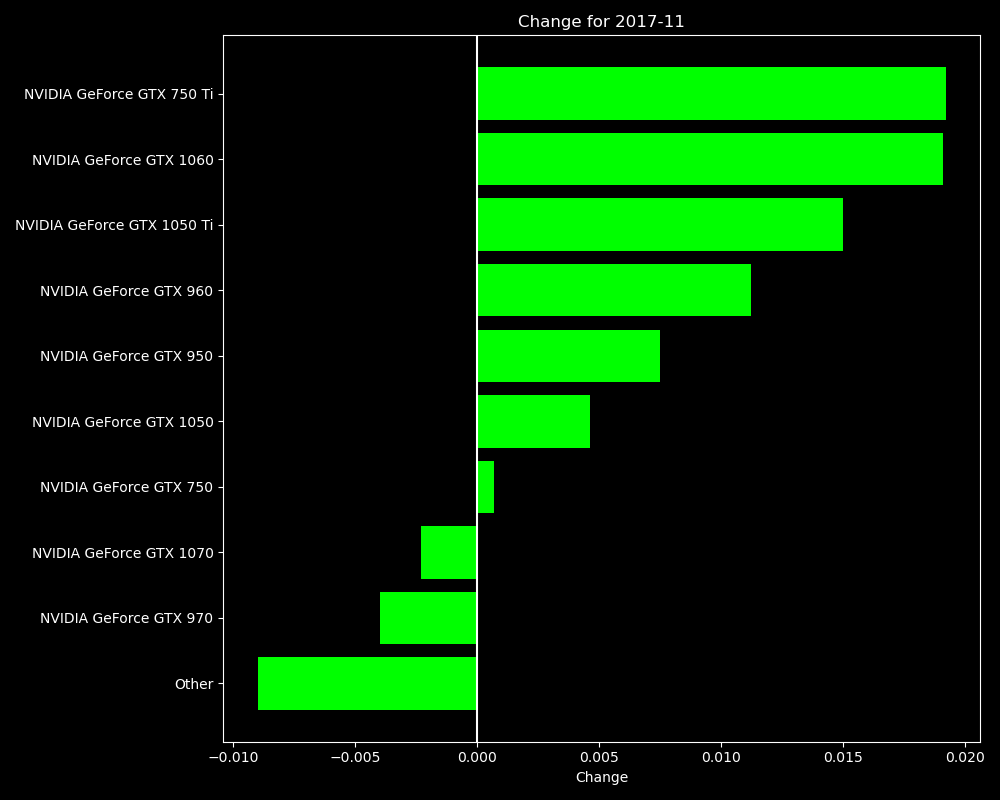 Change for 2017-11
NVIDIA GeForce GTX 750 Ti
NVIDIA GeForce GTX 1060
NVIDIA GeForce GTX 1050 Ti
NVIDIA GeForce GTX 960
NVIDIA GeForce GTX 950
NVIDIA GeForce GTX 1050
NVIDIA GeForce GTX 750
NVIDIA GeForce GTX 1070
NVIDIA GeForce GTX 970
Other
−0.010 −0.005 0.000 0.005 0.010 0.015 0.020
Change